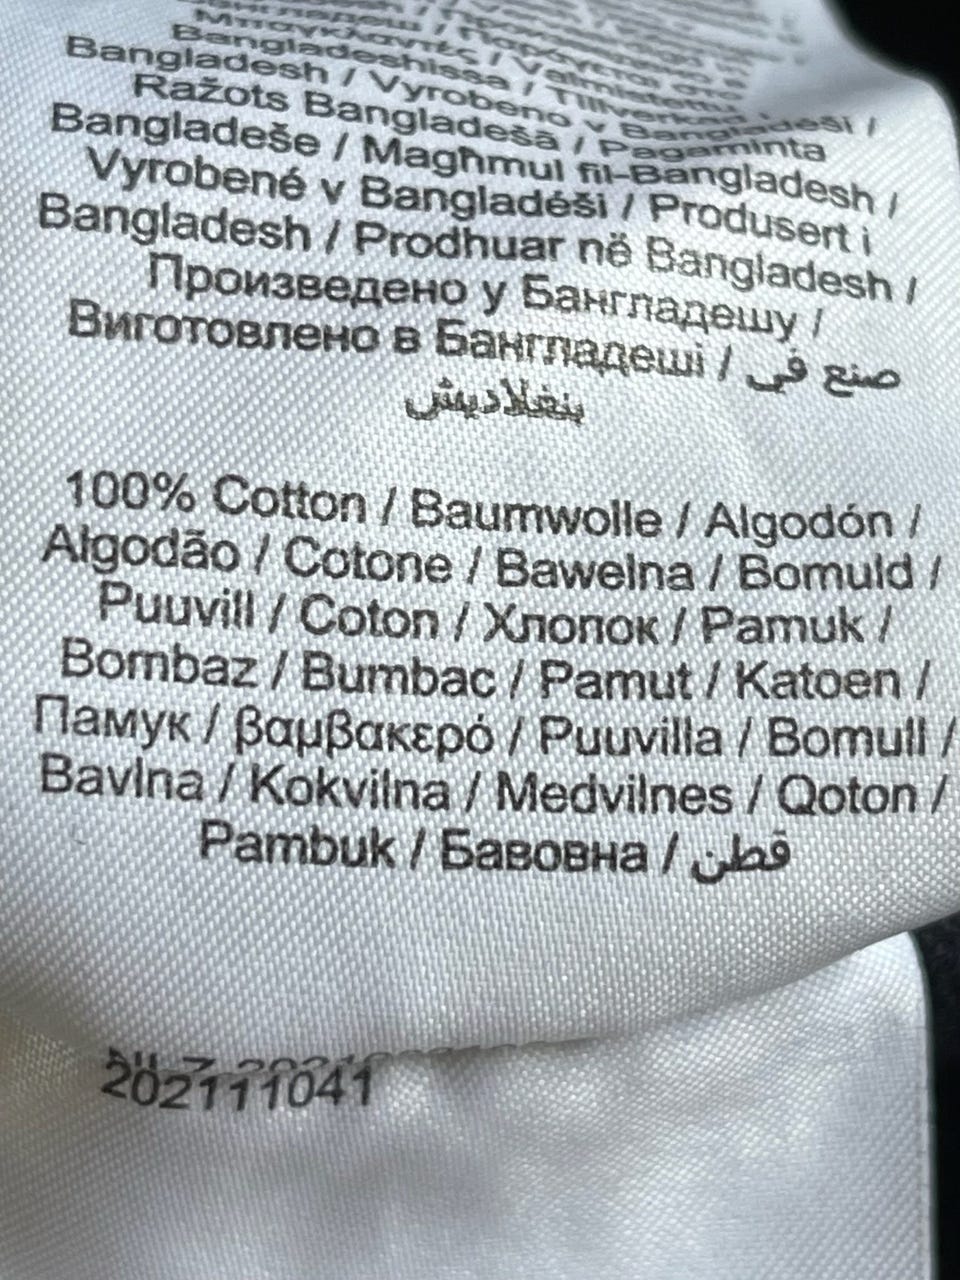 Bangladeshissa / Tillverkad i
Bangladesh / Vyrobeno v Bangladéši /
Ražots Bangladešā / Pagaminta
Bangladeše / Magħmul fil-Bangladesh /
Vyrobené v Bangladéši / Produsert i
Bangladesh / Prodhuar në Bangladesh /
Произведено у Бангладешу /
Виготовлено в Бангладеші / صنع في
بنغلاديش
100% Cotton / Baumwolle / Algodón /
Algodão / Cotone / Bawełna / Bomuld /
Puuvill / Coton / Хлопок / Pamuk /
Bombaz / Bumbac / Pamut / Katoen /
Памук / βαμβακερό / Puuvilla / Bomull /
Bavlna / Kokvilna / Medvilnes / Qoton /
Pambuk / Бавовна / قطن
202111041